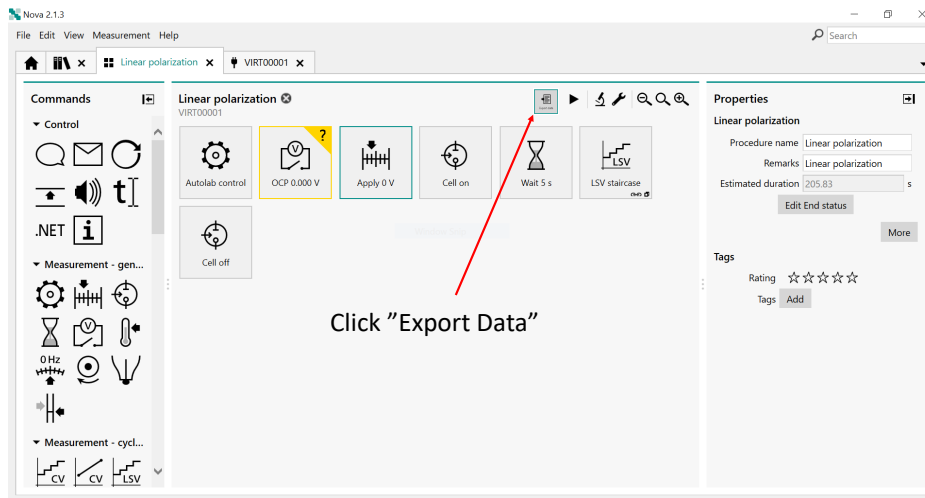 Nova 2.1.3
File Edit View Measurement Help
Search
Linear polarization
VIRT00001
Commands
Control
t
.NET i
Measurement - gen...
V
0 Hz
Measurement - cycl...
CV CV LSV
Linear polarization
VIRT00001
Autolab control
? V OCP 0.000 V
Apply 0 V
Cell on
Wait 5 s
LSV LSV staircase
Cell off
Click ”Export Data”
Properties
Linear polarization
Procedure name Linear polarization
Remarks Linear polarization
Estimated duration 205.83 s
Edit End status
More
Tags
Rating
Tags Add